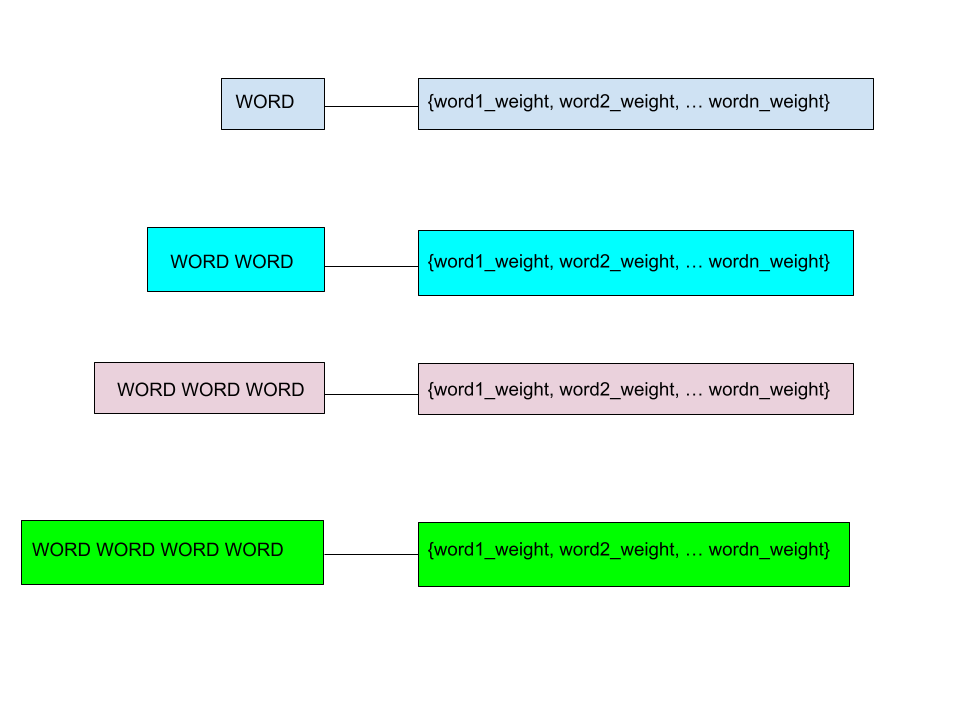 WORD {word1_weight, word2_weight, … wordn_weight}
WORD WORD {word1_weight, word2_weight, … wordn_weight}
WORD WORD WORD {word1_weight, word2_weight, … wordn_weight}
WORD WORD WORD WORD {word1_weight, word2_weight, … wordn_weight}